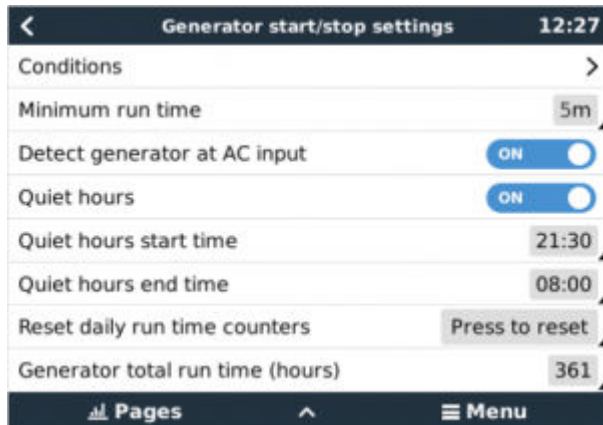 Generator start/stop settings 12:27
Conditions
Minimum run time 5m
Detect generator at AC input ON
Quiet hours ON
Quiet hours start time 21:30
Quiet hours end time 08:00
Reset daily run time counters Press to reset
Generator total run time (hours) 361
Pages Menu